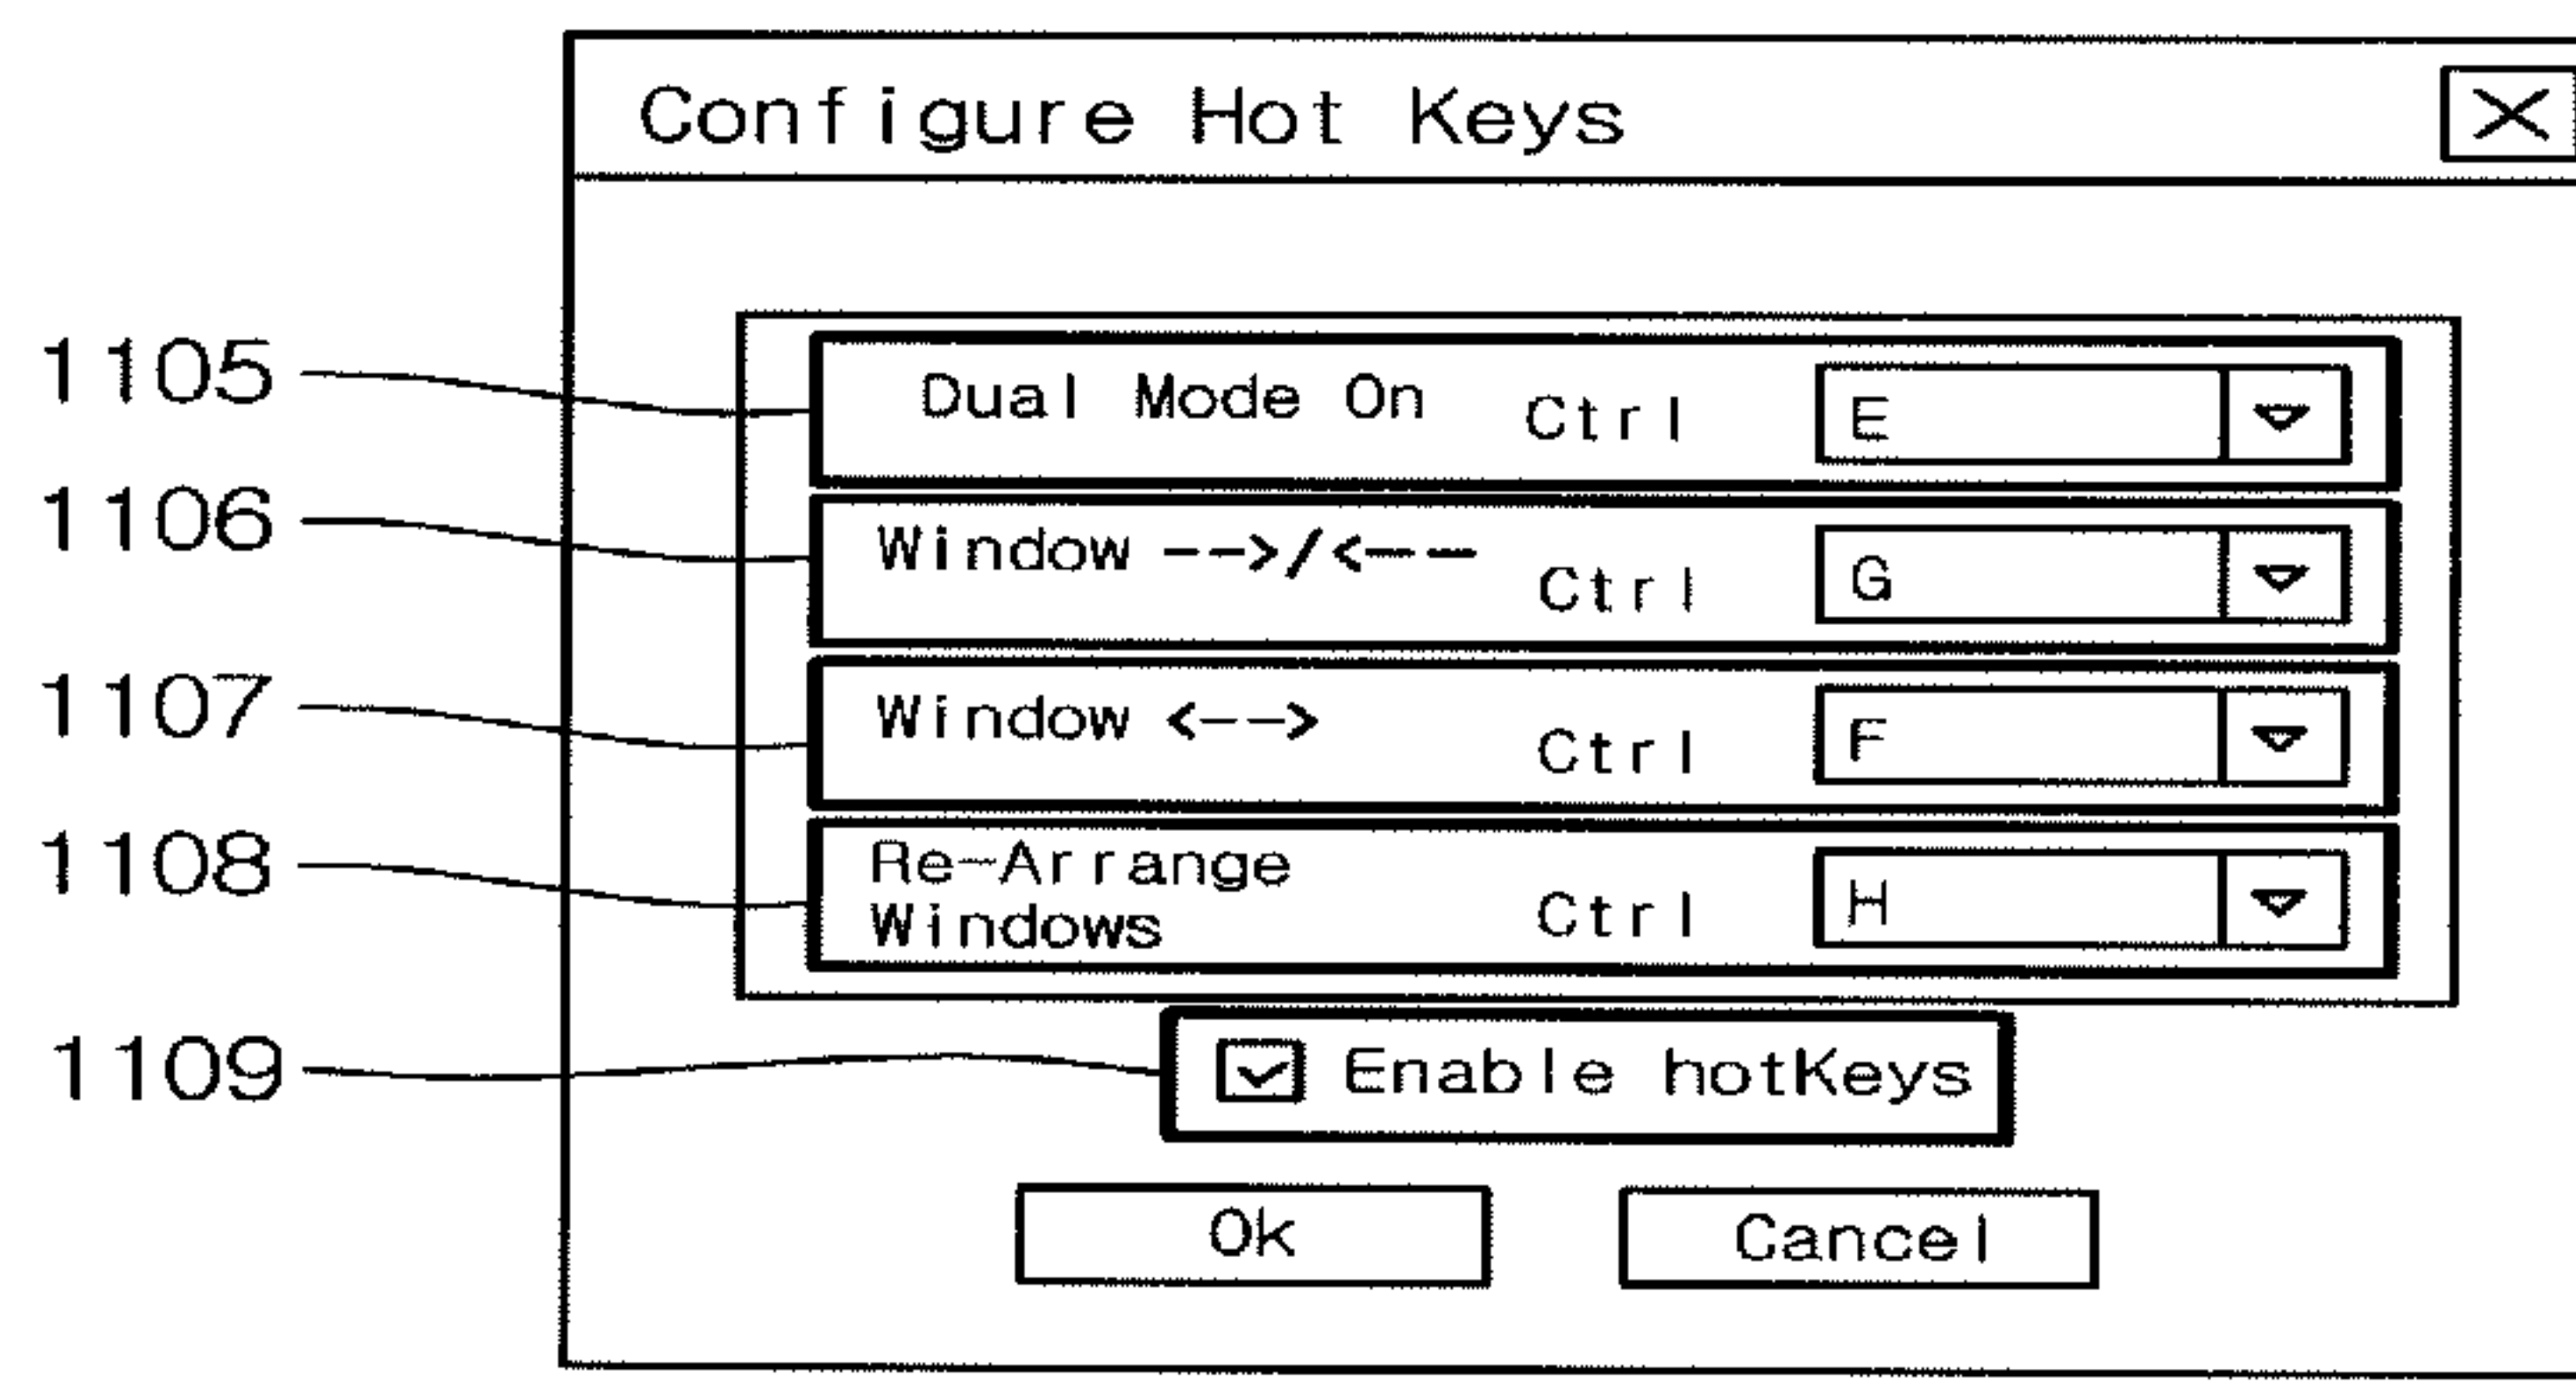 Configure Hot Keys
1105
Dual Mode On Ctrl E
1106
Window -->/<-- Ctrl G
1107
Window <--> Ctrl F
1108
Re-Arrange
Windows Ctrl H
1109
Enable hotKeys
Ok Cancel